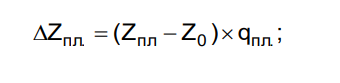 ΔZпл. = (Zпл − Z0) × qпл. ;